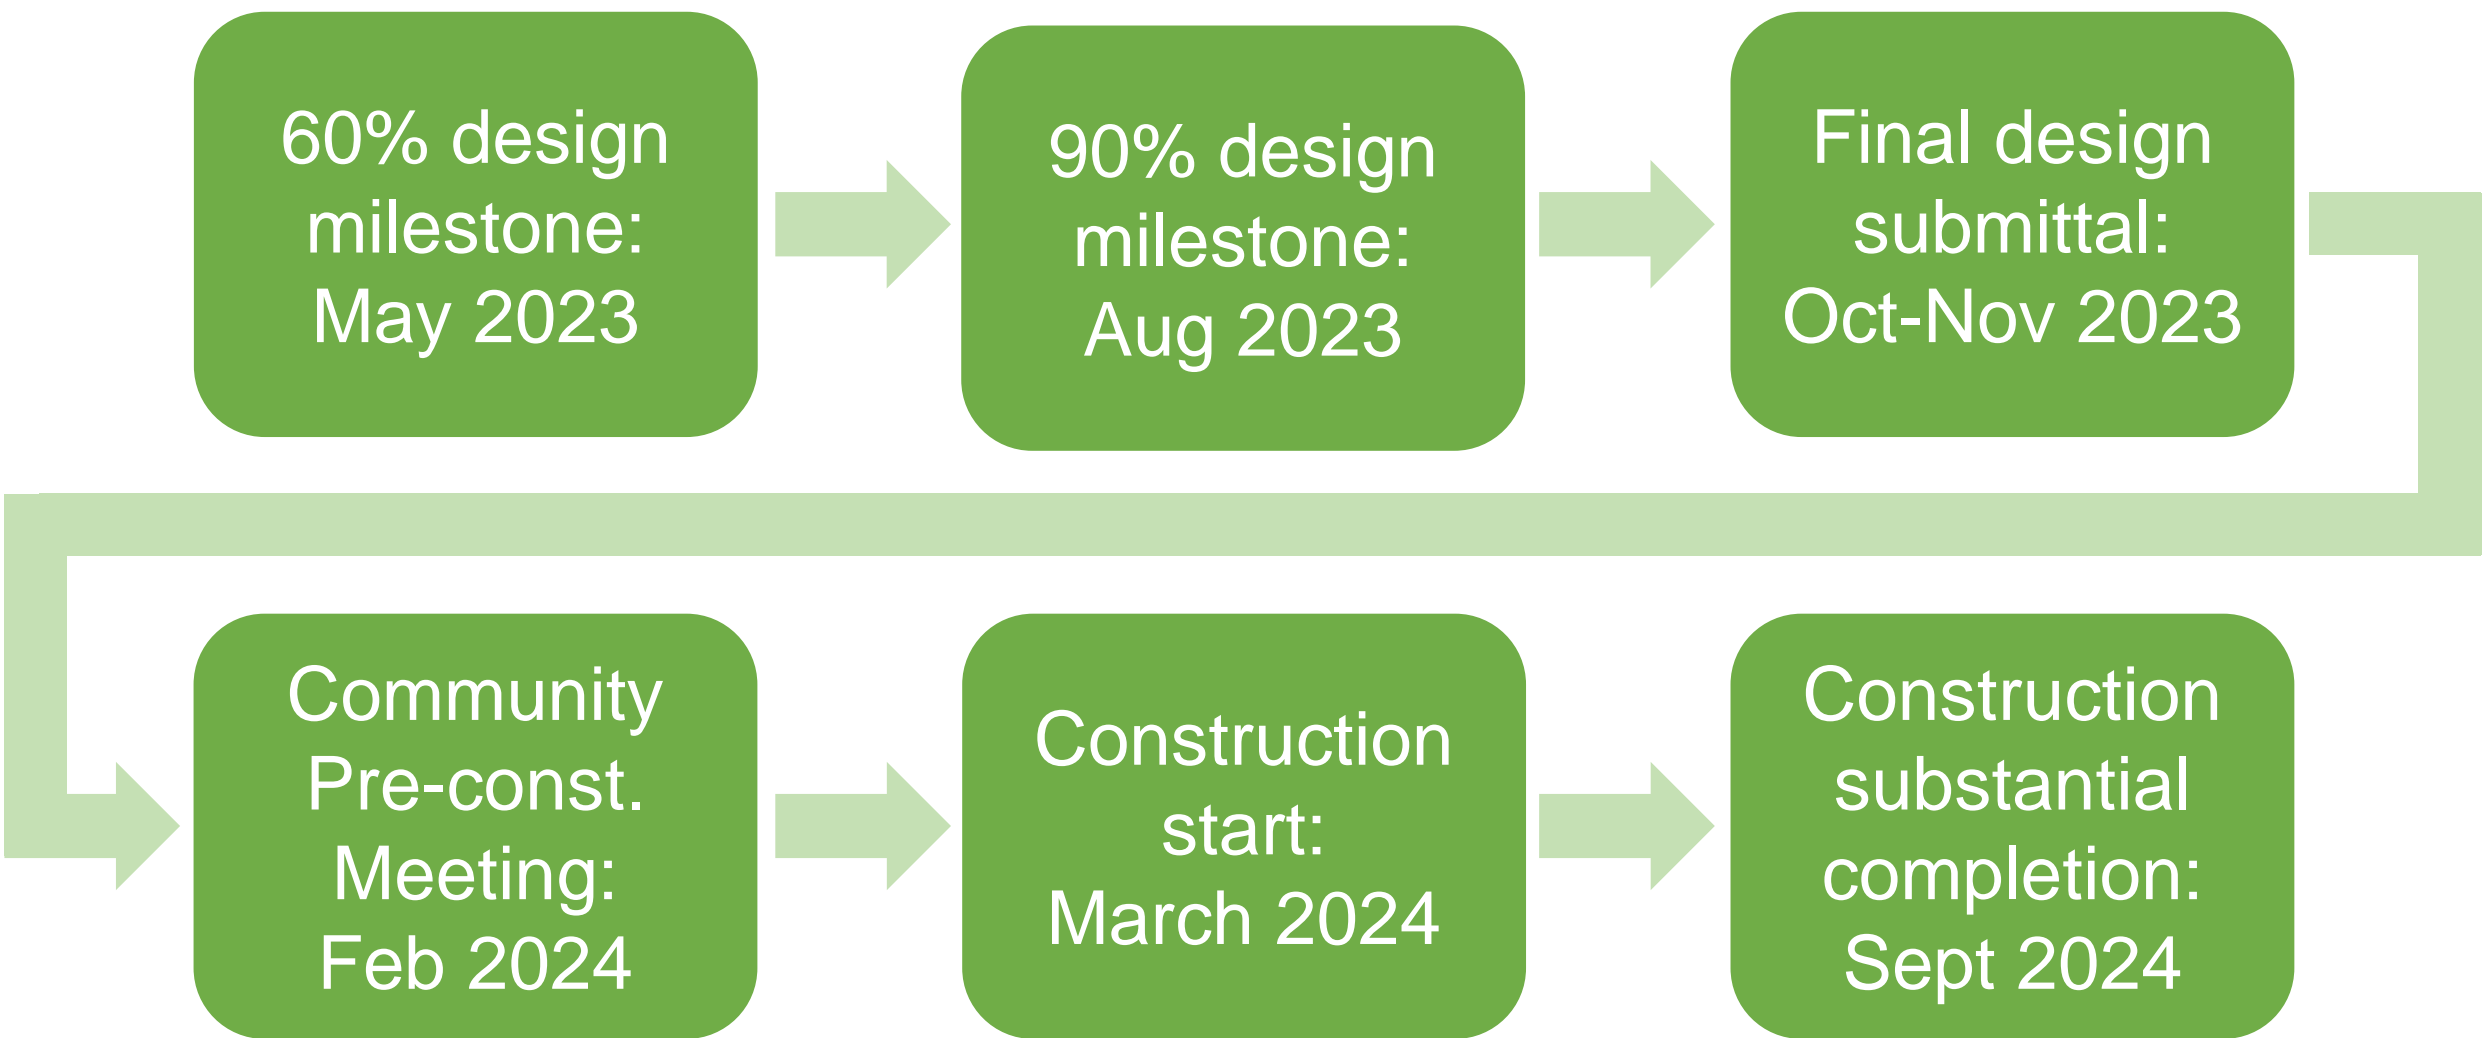 60% design
milestone:
May 2023
90% design
milestone:
Aug 2023
Final design
submittal:
Oct-Nov 2023
Community
Pre-const.
Meeting:
Feb 2024
Construction
start:
March 2024
Construction
substantial
completion:
Sept 2024